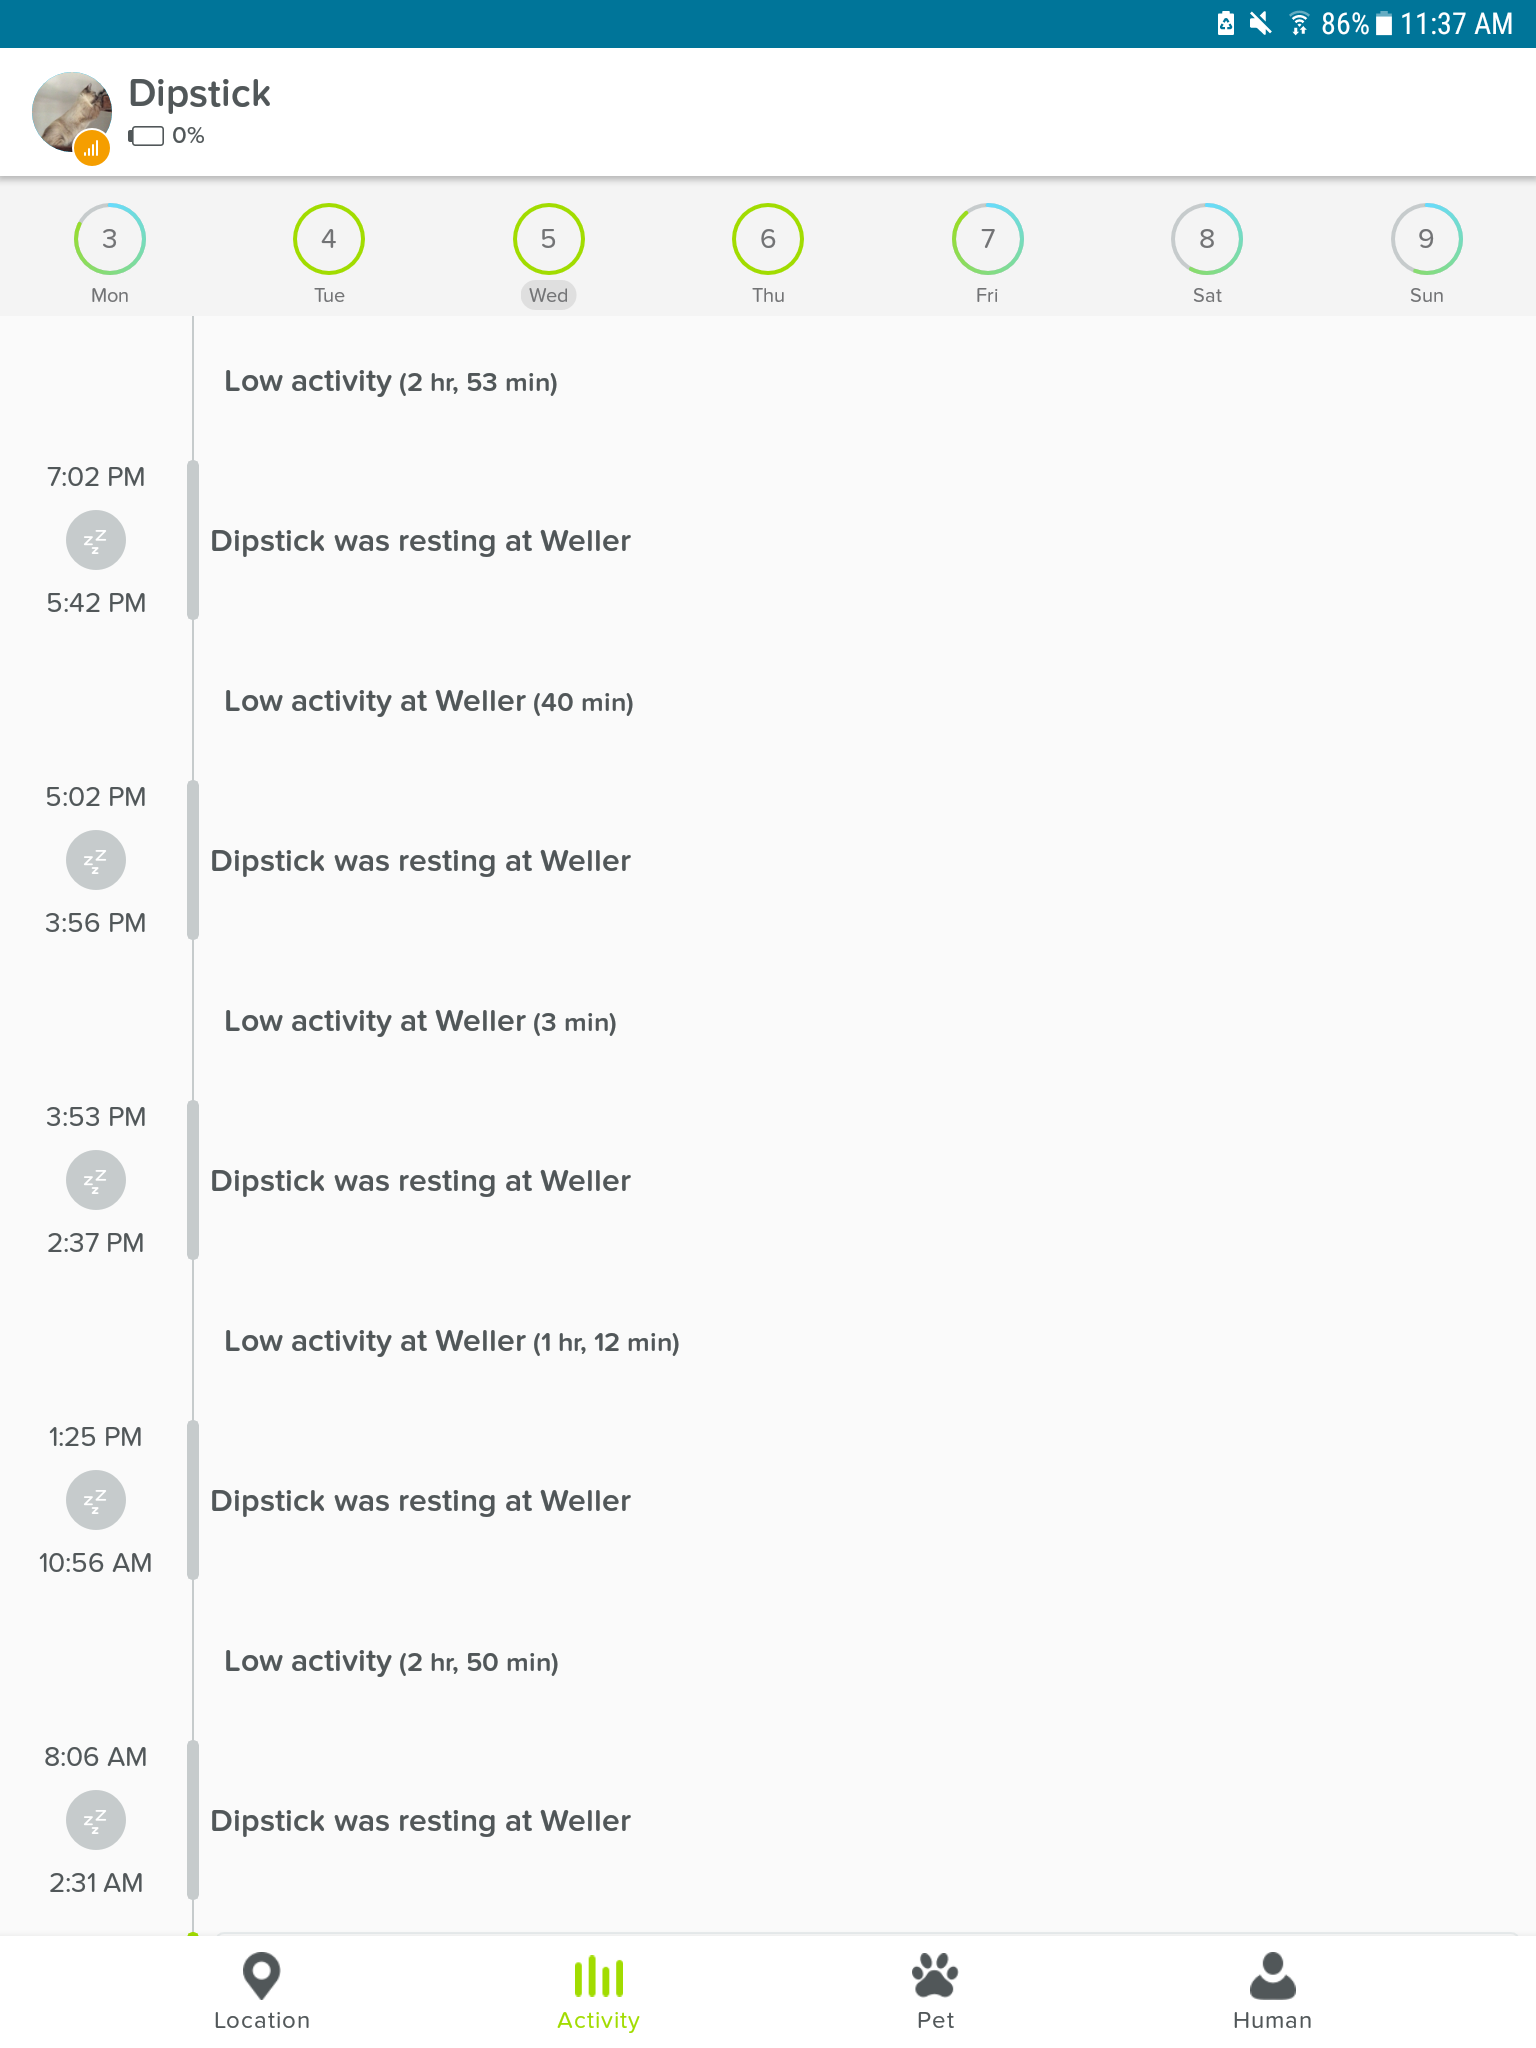 86% 11:37 AM
Dipstick
0%
3 4 5 6 7 8 9
Mon Tue Wed Thu Fri Sat Sun
Low activity (2 hr, 53 min)
7:02 PM
zzz
Dipstick was resting at Weller
5:42 PM
Low activity at Weller (40 min)
5:02 PM
zzz
Dipstick was resting at Weller
3:56 PM
Low activity at Weller (3 min)
3:53 PM
zzz
Dipstick was resting at Weller
2:37 PM
Low activity at Weller (1 hr, 12 min)
1:25 PM
zzz
Dipstick was resting at Weller
10:56 AM
Low activity (2 hr, 50 min)
8:06 AM
zzz
Dipstick was resting at Weller
2:31 AM
Location Activity Pet Human